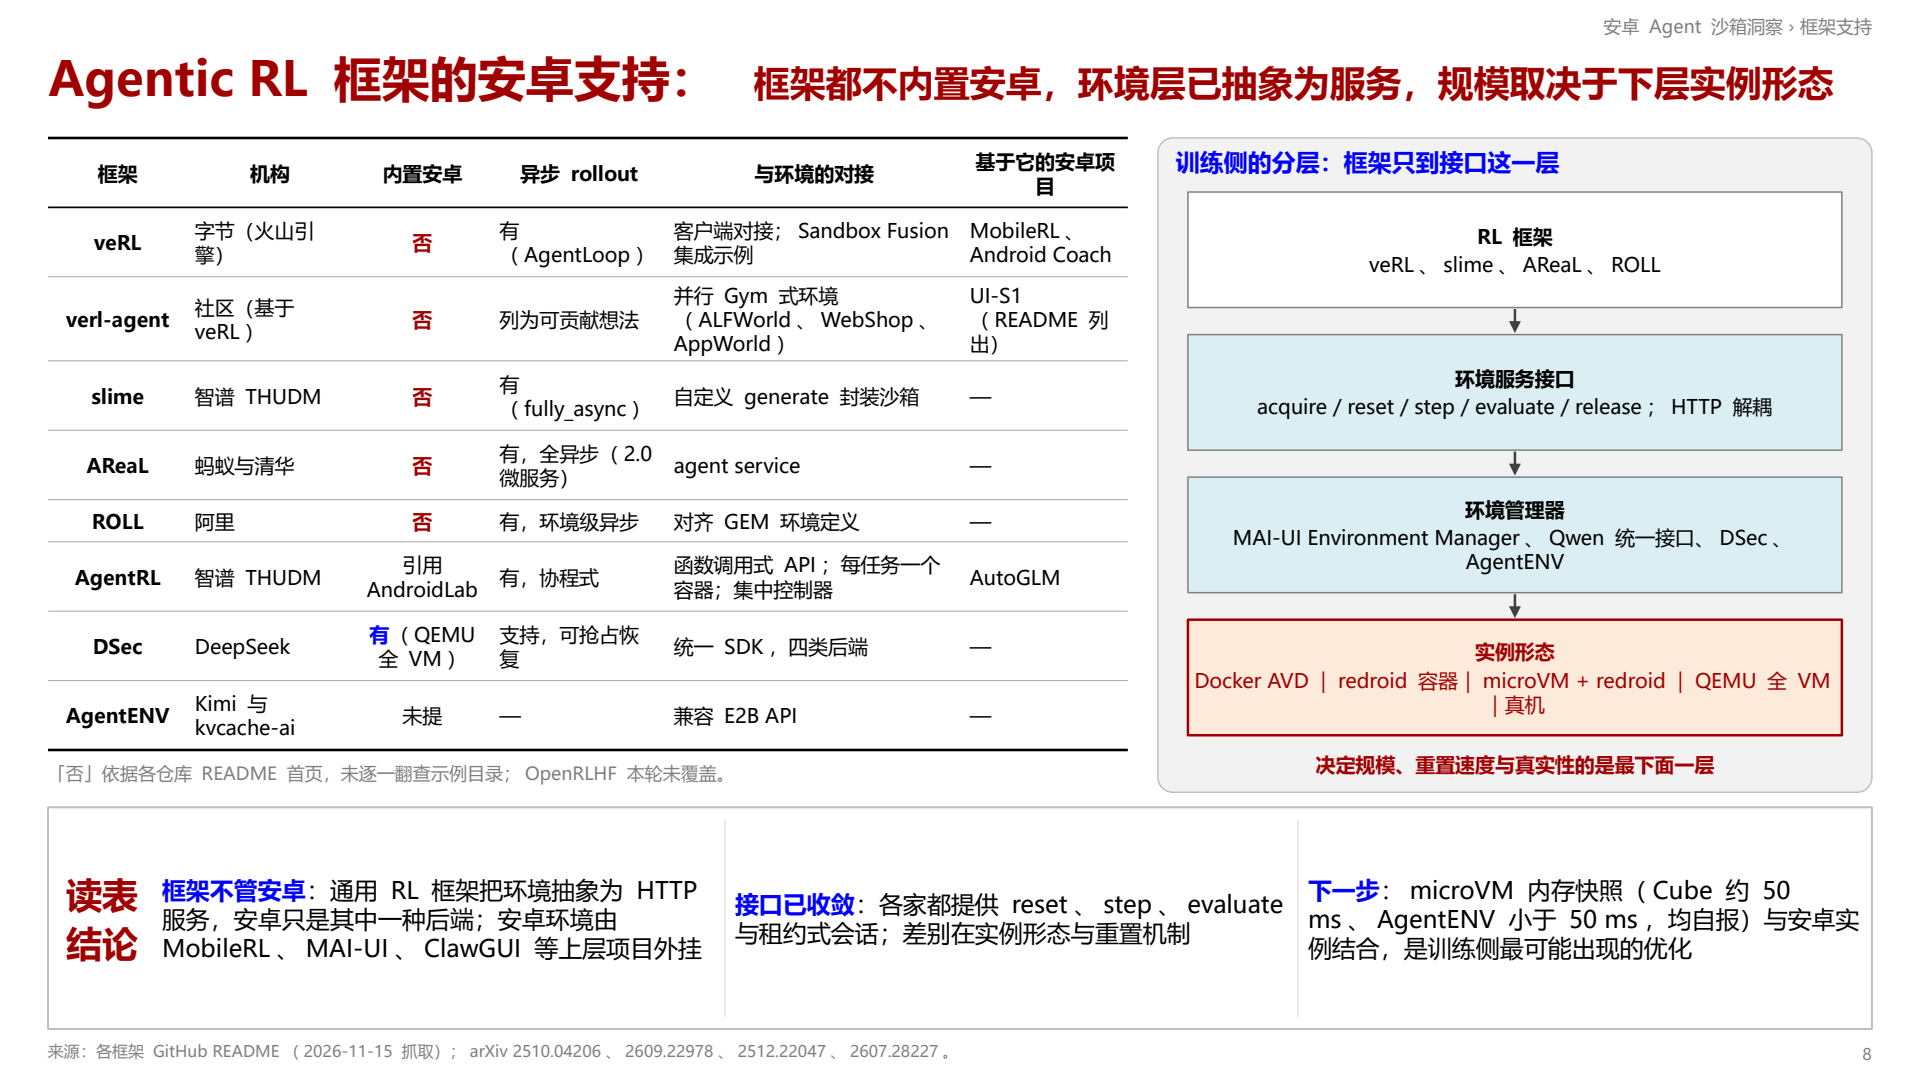 安卓 Agent 沙箱洞察 › 框架支持
Agentic RL 框架的安卓支持： 框架都不内置安卓，环境层已抽象为服务，规模取决于下层实例形态
框架 机构 内置安卓 异步 rollout 与环境的对接 基于它的安卓项目
veRL 字节（火山引擎） 否 有（AgentLoop） 客户端对接；Sandbox Fusion 集成示例 MobileRL、Android Coach
verl-agent 社区（基于 veRL） 否 列为可贡献想法 并行 Gym 式环境（ALFWorld、WebShop、AppWorld） UI-S1（README 列出）
slime 智谱 THUDM 否 有（fully_async） 自定义 generate 封装沙箱 —
AReaL 蚂蚁与清华 否 有，全异步（2.0 微服务） agent service —
ROLL 阿里 否 有，环境级异步 对齐 GEM 环境定义 —
AgentRL 智谱 THUDM 引用 AndroidLab 有，协程式 函数调用式 API；每任务一个容器；集中控制器 AutoGLM
DSec DeepSeek 有（QEMU 全 VM） 支持，可抢占恢复 统一 SDK，四类后端 —
AgentENV Kimi 与 kvcache-ai 未提 — 兼容 E2B API —
「否」依据各仓库 README 首页，未逐一翻查示例目录；OpenRLHF 本轮未覆盖。
训练侧的分层：框架只到接口这一层
RL 框架
veRL、slime、AReaL、ROLL
环境服务接口
acquire / reset / step / evaluate / release；HTTP 解耦
环境管理器
MAI-UI Environment Manager、Qwen 统一接口、DSec、
AgentENV
实例形态
Docker AVD | redroid 容器 | microVM + redroid | QEMU 全 VM
| 真机
决定规模、重置速度与真实性的是最下面一层
读表
结论
框架不管安卓：通用 RL 框架把环境抽象为 HTTP
服务，安卓只是其中一种后端；安卓环境由
MobileRL、MAI-UI、ClawGUI 等上层项目外挂
接口已收敛：各家都提供 reset、step、evaluate
与租约式会话；差别在实例形态与重置机制
下一步：microVM 内存快照（Cube 约 50
ms、AgentENV 小于 50 ms，均自报）与安卓实
例结合，是训练侧最可能出现的优化
来源：各框架 GitHub README（2026-11-15 抓取）；arXiv 2510.04206、2609.22978、2512.22047、2607.28227。
8